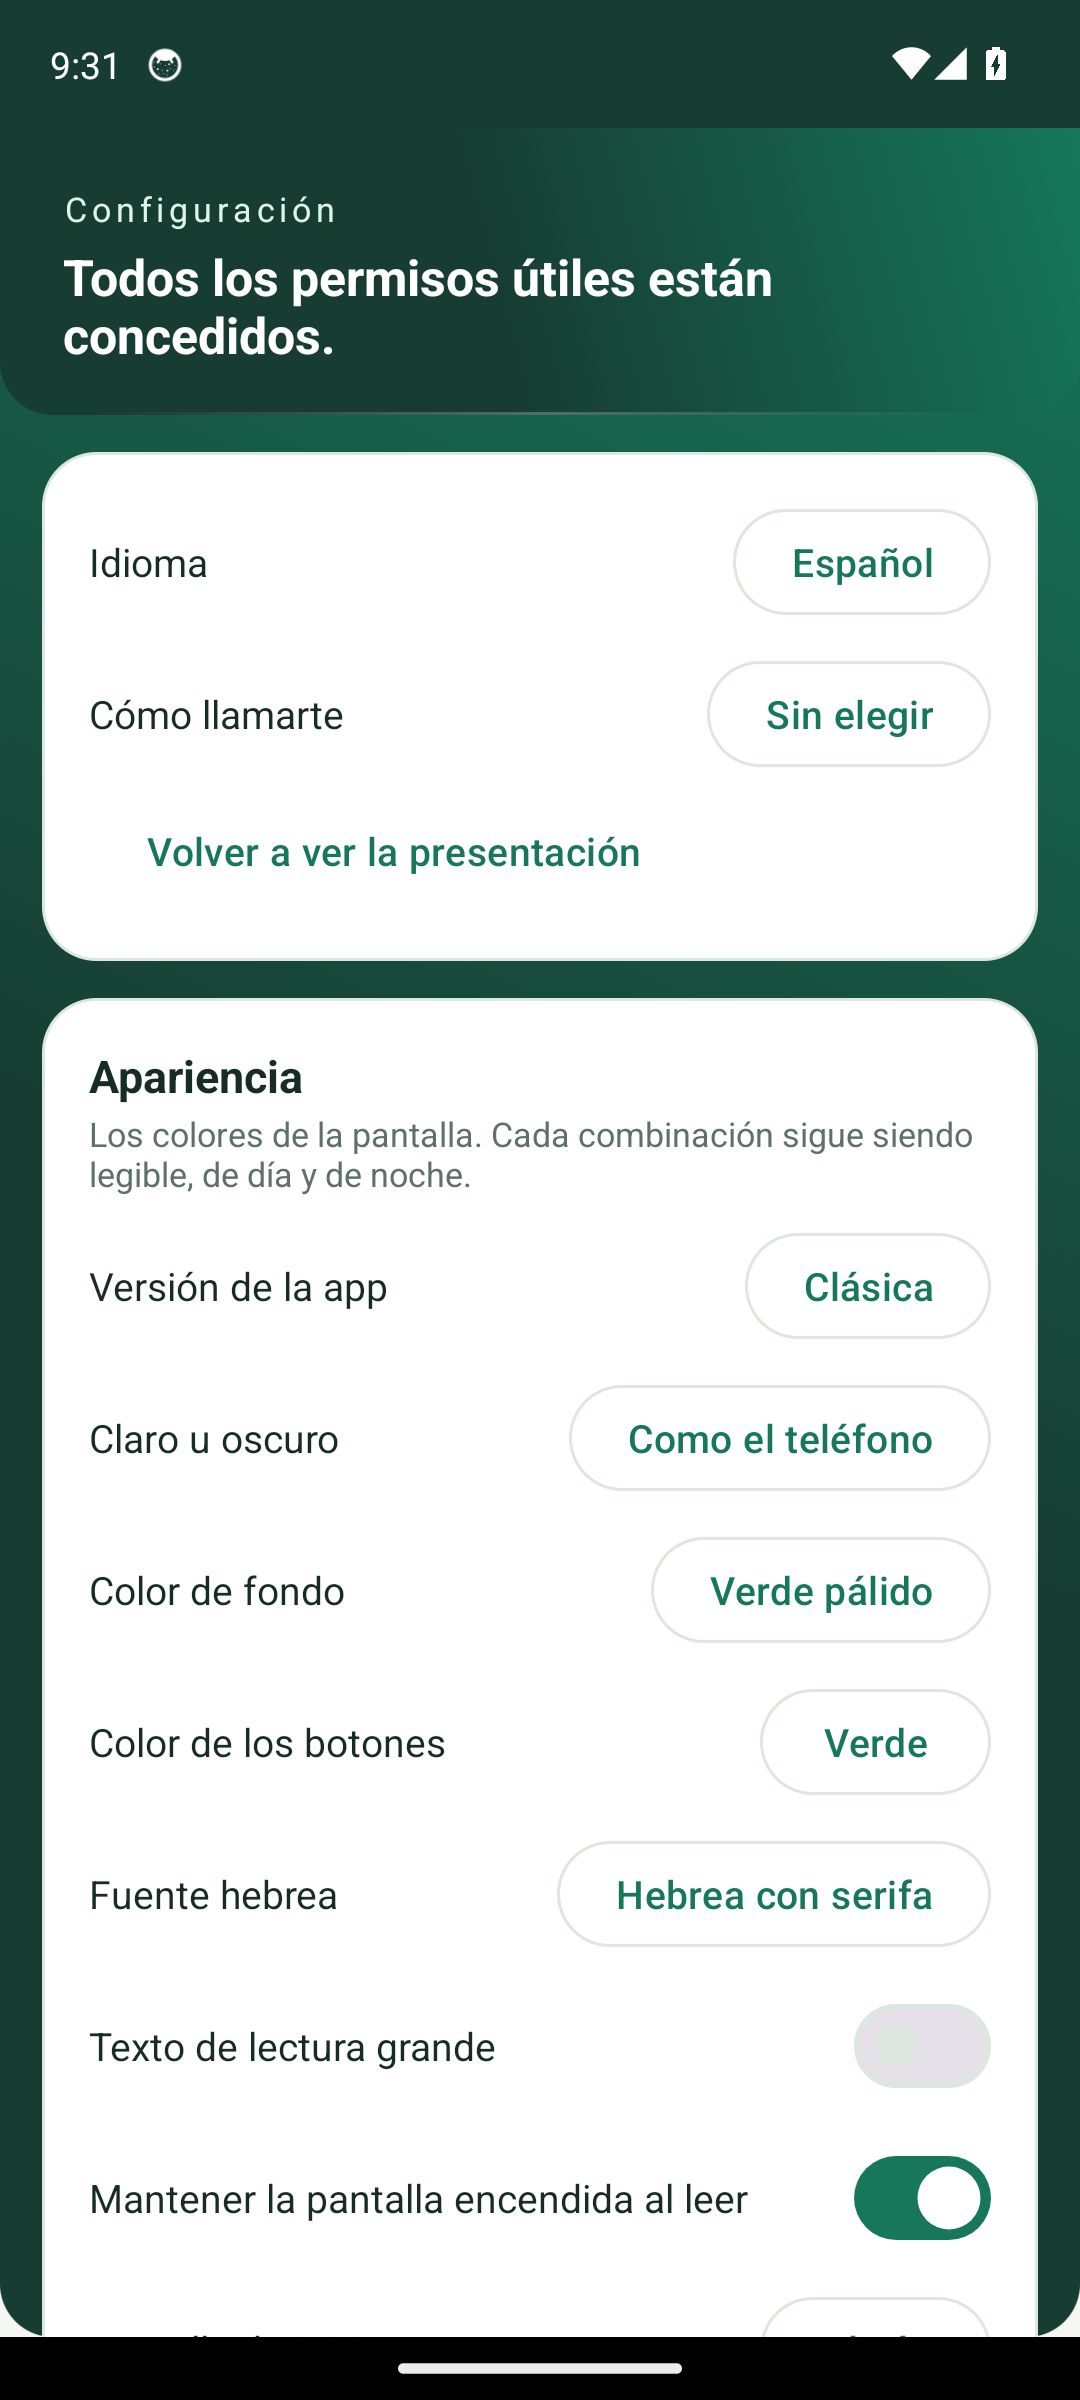 9:31
Configuración
Todos los permisos útiles están
concedidos.
Idioma
Español
Cómo llamarte
Sin elegir
Volver a ver la presentación
Apariencia
Los colores de la pantalla. Cada combinación sigue siendo
legible, de día y de noche.
Versión de la app
Clásica
Claro u oscuro
Como el teléfono
Color de fondo
Verde pálido
Color de los botones
Verde
Fuente hebrea
Hebrea con serifa
Texto de lectura grande
Mantener la pantalla encendida al leer